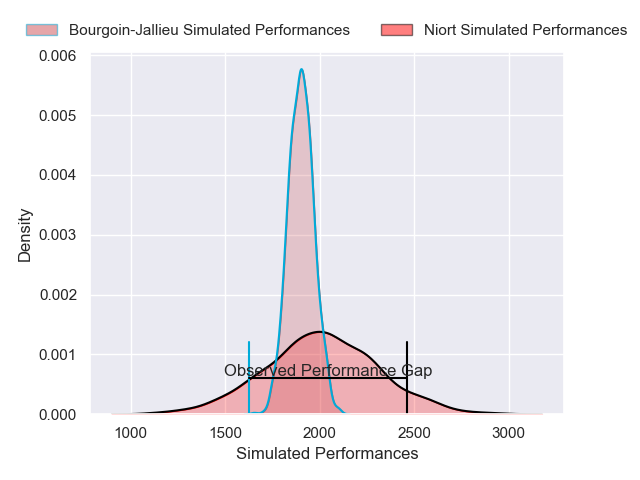 Bourgoin-Jallieu Simulated Performances Niort Simulated Performances
0.006
0.005
0.004
0.003
0.002
0.001
0.000
Density
Observed Performance Gap
1000 1500 2000 2500 3000
Simulated Performances